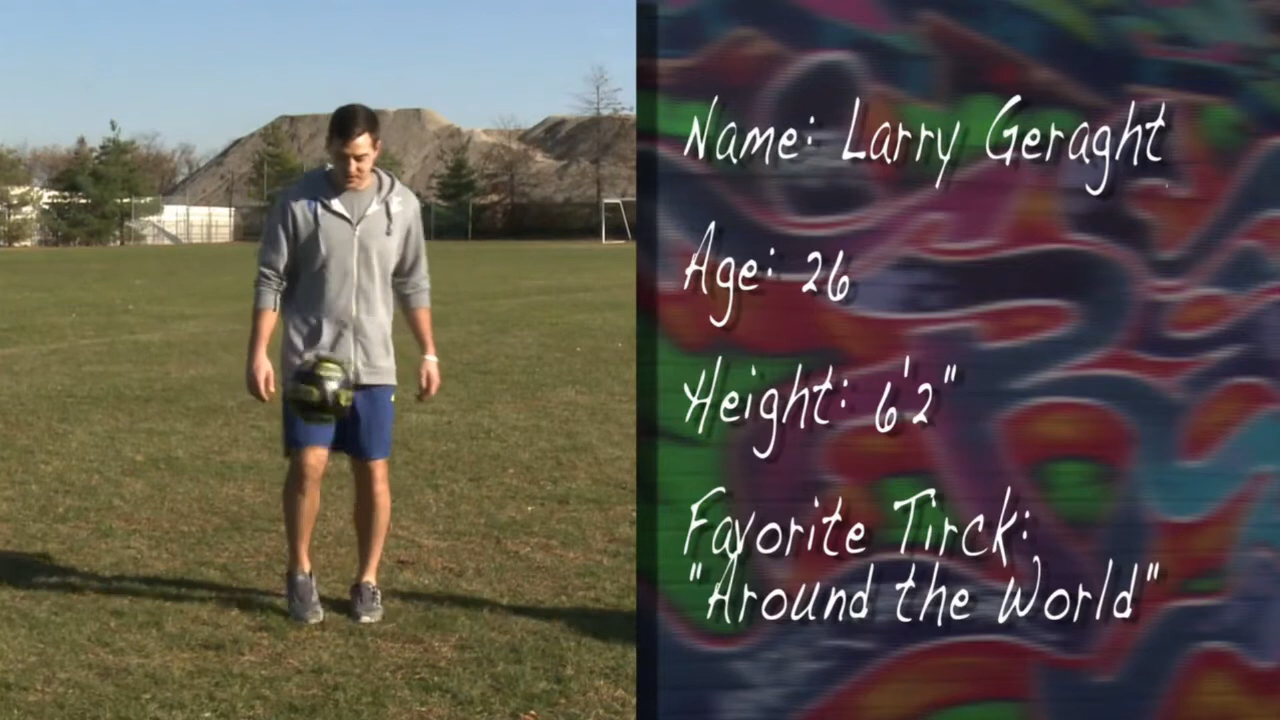 Name: Larry Geraght
Age: 26
Height: 6'2"
Favorite Tirck:
"Around the World"